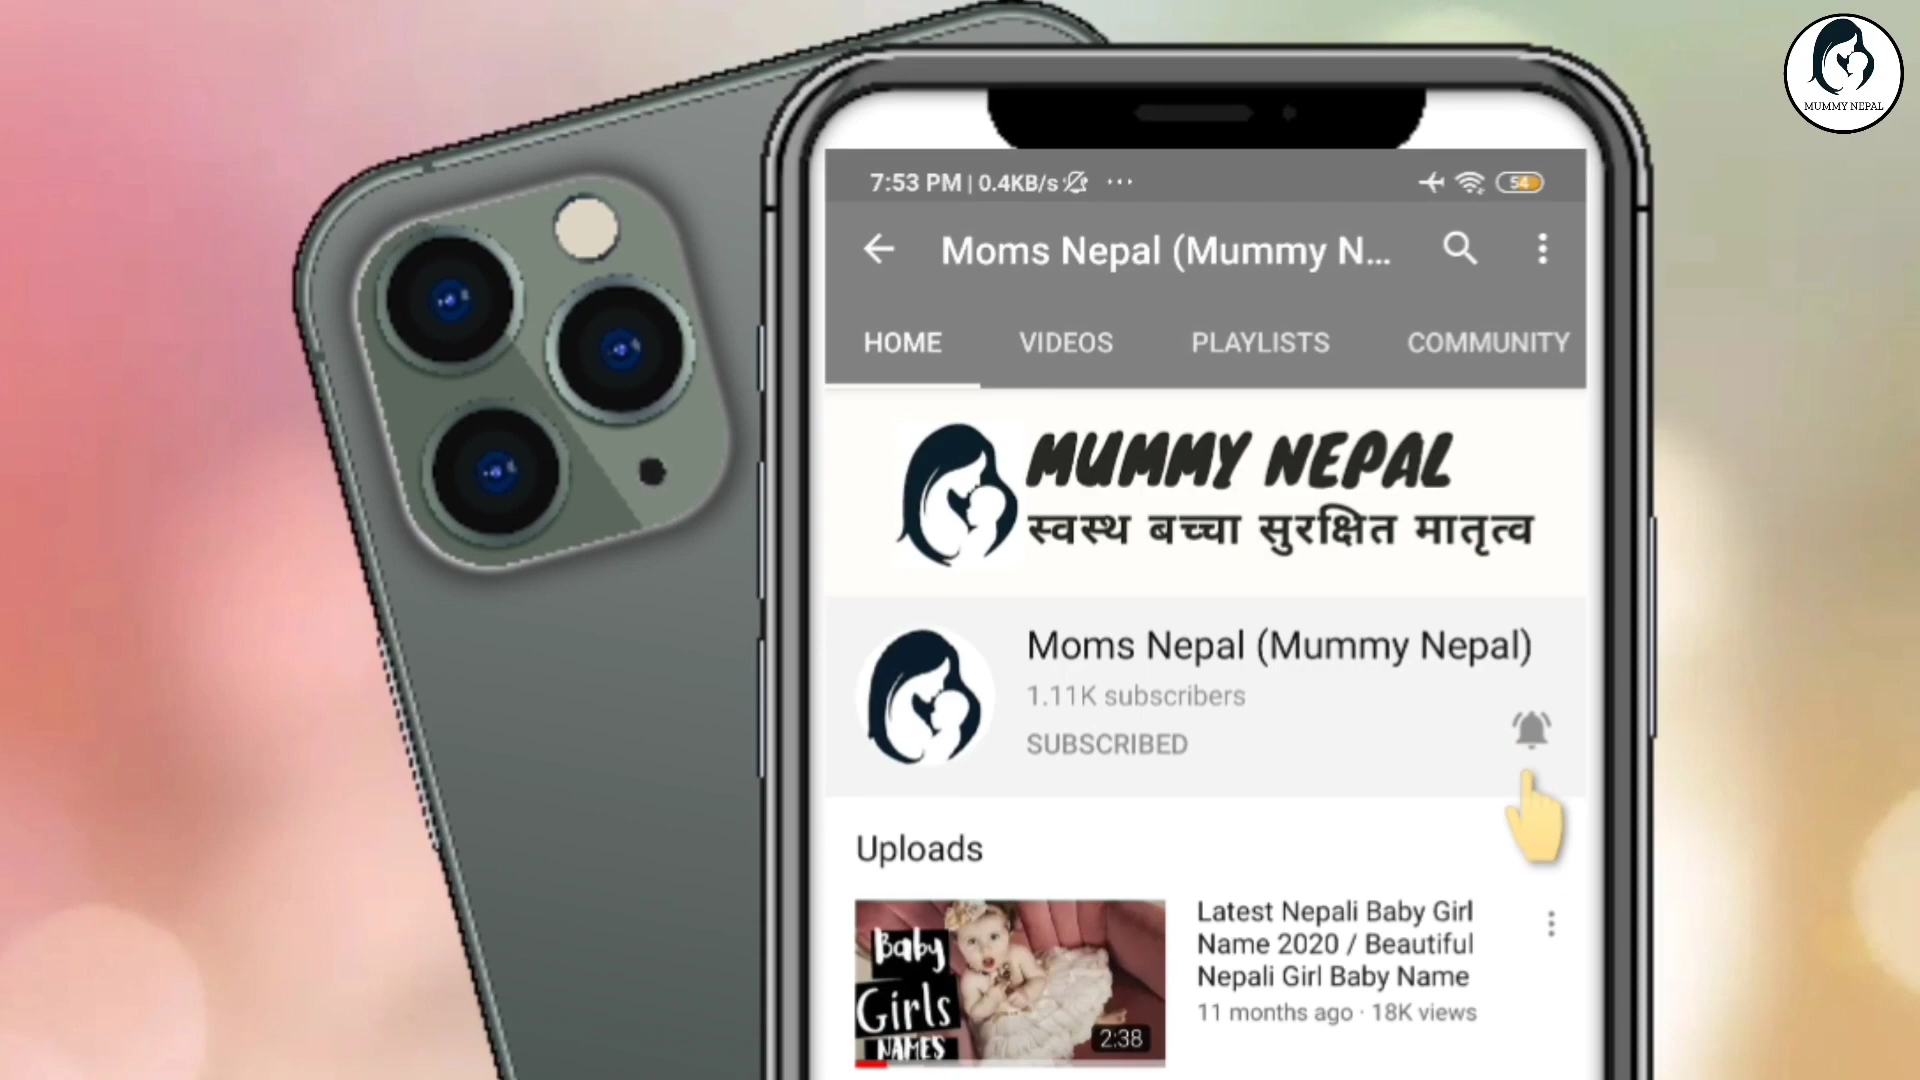 MUMMY NEPAL
7:53 PM | 0.4KB/s ...
54
Moms Nepal (Mummy N...
HOME VIDEOS PLAYLISTS COMMUNITY
MUMMY NEPAL
स्वस्थ बच्चा सुरक्षित मातृत्व
Moms Nepal (Mummy Nepal)
1.11K subscribers
SUBSCRIBED
Uploads
Baby
Girls
NAMES
2:38
Latest Nepali Baby Girl
Name 2020 / Beautiful
Nepali Girl Baby Name
11 months ago · 18K views